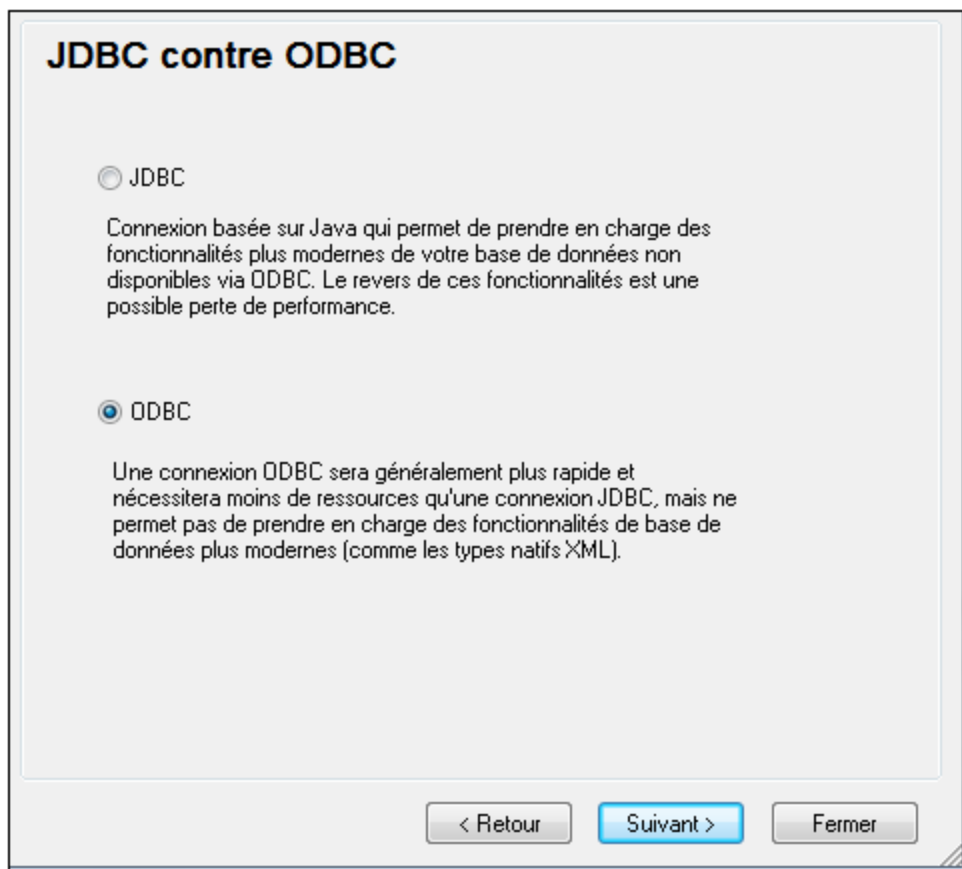 JDBC contre ODBC
JDBC
Connexion basée sur Java qui permet de prendre en charge des
fonctionnalités plus modernes de votre base de données non
disponibles via ODBC. Le revers de ces fonctionnalités est une
possible perte de performance.
ODBC
Une connexion ODBC sera généralement plus rapide et
nécessitera moins de ressources qu'une connexion JDBC, mais ne
permet pas de prendre en charge des fonctionnalités de base de
données plus modernes (comme les types natifs XML).
< Retour
Suivant >
Fermer